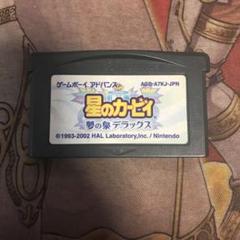 ゲームボーイ アドバンス AGB-A7KJ-JPN
星のカービィ
夢の泉 デラックス
©1993-2002 HAL Laboratory,Inc. / Nintendo